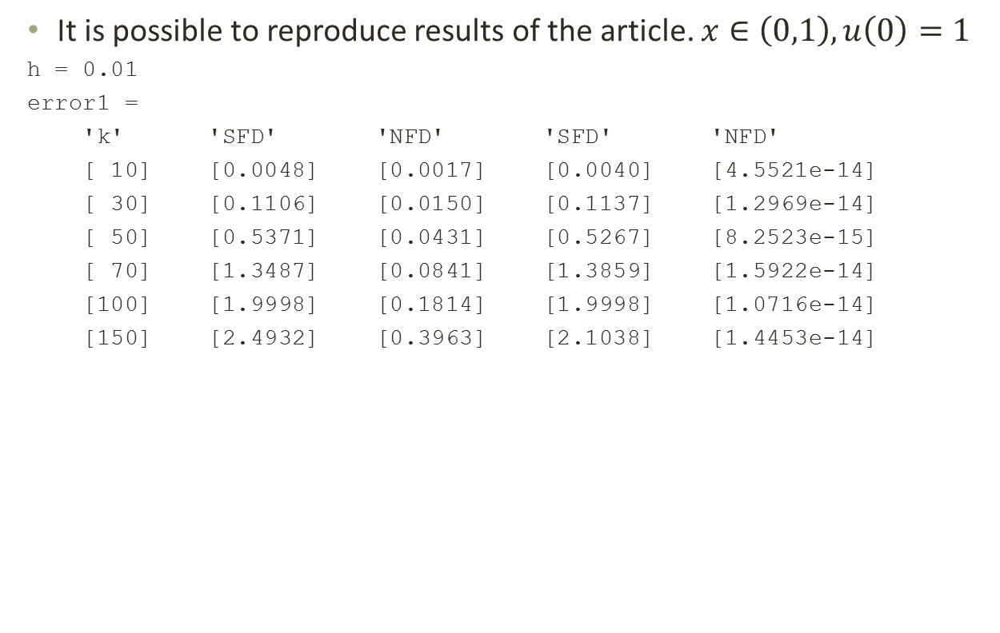 • It is possible to reproduce results of the article. x ∈ (0,1), u(0) = 1
h = 0.01
error1 =
'k' 'SFD' 'NFD' 'SFD' 'NFD'
[ 10] [0.0048] [0.0017] [0.0040] [4.5521e-14]
[ 30] [0.1106] [0.0150] [0.1137] [1.2969e-14]
[ 50] [0.5371] [0.0431] [0.5267] [8.2523e-15]
[ 70] [1.3487] [0.0841] [1.3859] [1.5922e-14]
[100] [1.9998] [0.1814] [1.9998] [1.0716e-14]
[150] [2.4932] [0.3963] [2.1038] [1.4453e-14]